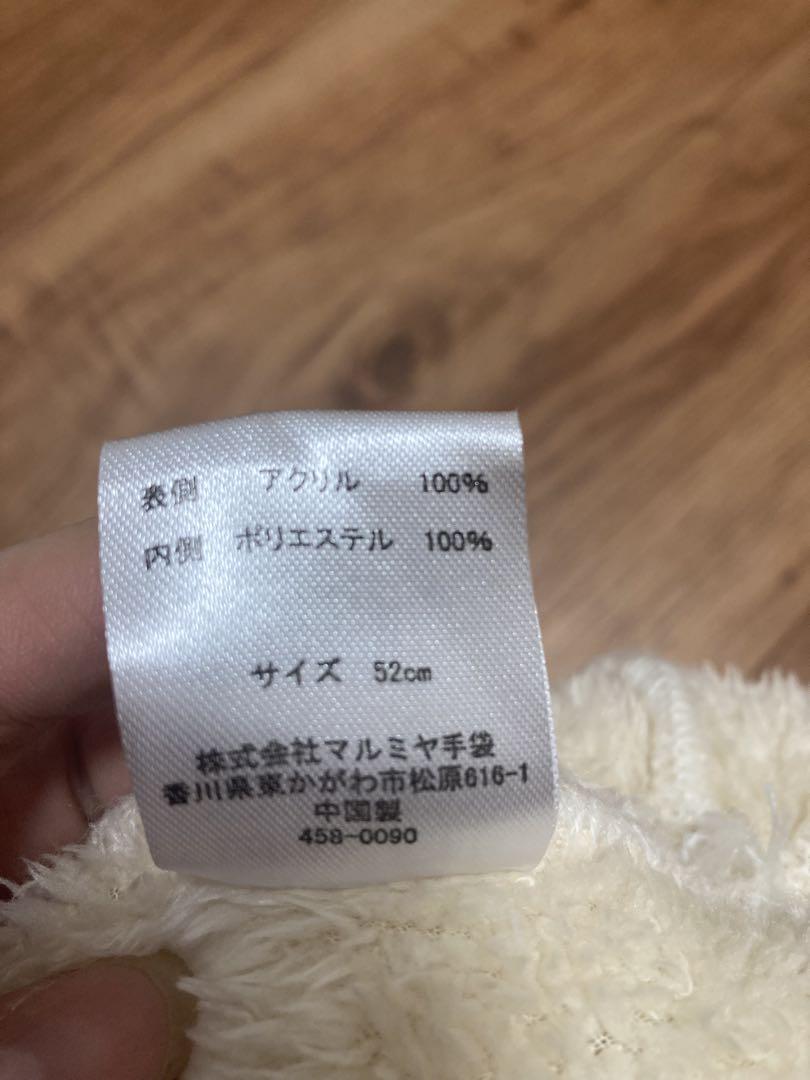 表側 アクリル 100%
内側 ポリエステル 100%
サイズ 52cm
株式会社マルミヤ手袋
香川県東かがわ市松原616-1
中国製
458-0090